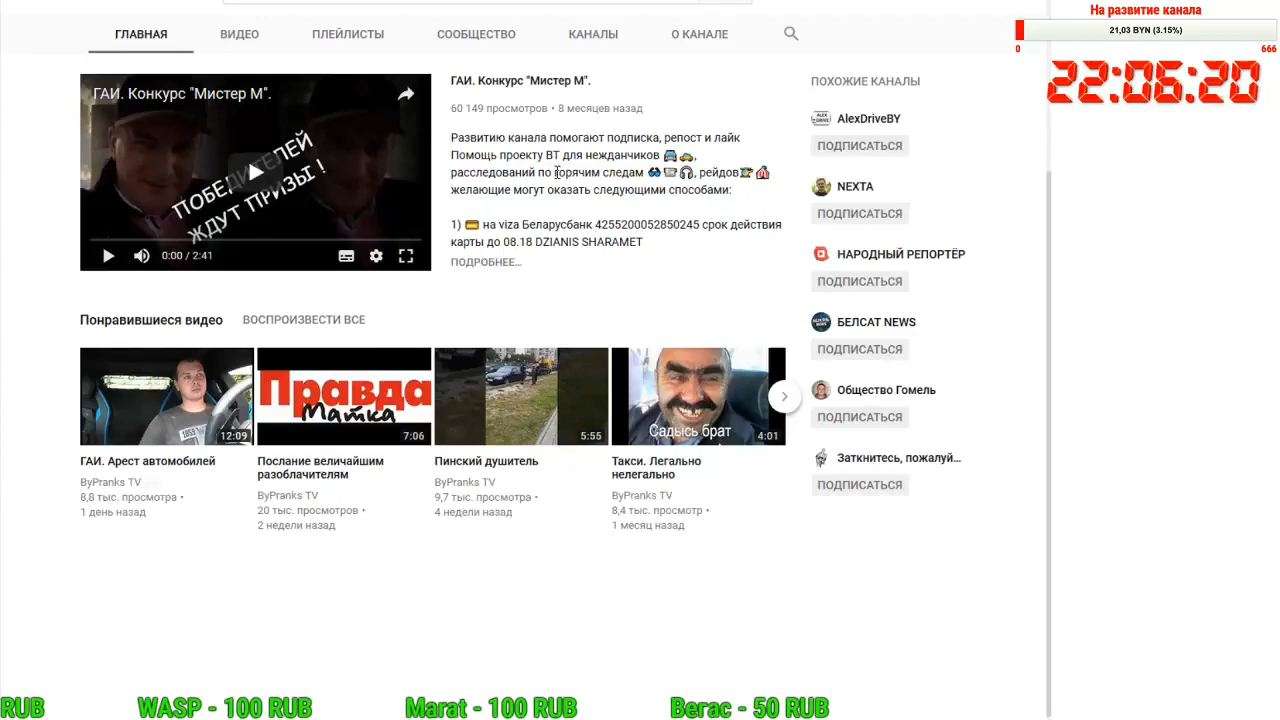 На развитие канала
21,03 BYN (3.15%)
0 666
22:06:20
ГЛАВНАЯ ВИДЕО ПЛЕЙЛИСТЫ СООБЩЕСТВО КАНАЛЫ О КАНАЛЕ
ГАИ. Конкурс "Мистер М".
ПОБЕДИТЕЛЕЙ
ЖДУТ ПРИЗЫ !
0:00 / 2:41
ГАИ. Конкурс "Мистер М".
60 149 просмотров • 8 месяцев назад
Развитию канала помогают подписка, репост и лайк
Помощь проекту ВТ для нежданчиков 🚘🚕,
расследований по горячим следам, рейдов
желающие могут оказать следующими способами:
1) 💳 на viza Беларусбанк 4255200052850245 срок действия
карты до 08.18 DZIANIS SHARAMET
ПОДРОБНЕЕ...
ПОХОЖИЕ КАНАЛЫ
AlexDriveBY
ПОДПИСАТЬСЯ
NEXTA
ПОДПИСАТЬСЯ
НАРОДНЫЙ РЕПОРТЁР
ПОДПИСАТЬСЯ
БЕЛСАТ NEWS
ПОДПИСАТЬСЯ
Общество Гомель
ПОДПИСАТЬСЯ
Заткнитесь, пожалуй...
ПОДПИСАТЬСЯ
Понравившиеся видео ВОСПРОИЗВЕСТИ ВСЕ
12:09
ГАИ. Арест автомобилей
ByPranks TV
8,8 тыс. просмотра •
1 день назад
Правда
Матка
7:06
Послание величайшим
разоблачителям
ByPranks TV
20 тыс. просмотров •
2 недели назад
5:55
Пинский душитель
ByPranks TV
9,7 тыс. просмотра •
4 недели назад
Садысь брат
4:01
Такси. Легально
нелегально
ByPranks TV
8,4 тыс. просмотр •
1 месяц назад
RUB WASP - 100 RUB Marat - 100 RUB Вегас - 50 RUB